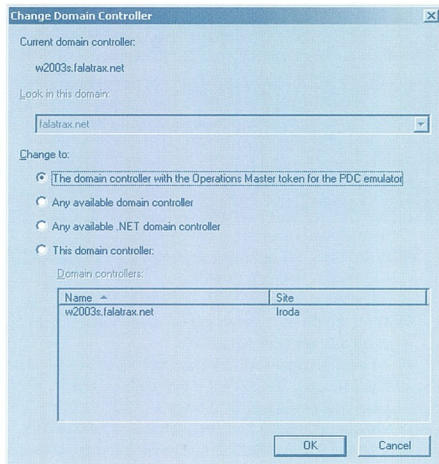 Change Domain Controller
Current domain controller:
w2003s.falatrax.net
Look in this domain:
falatrax.net
Change to:
The domain controller with the Operations Master token for the PDC emulator
Any available domain controller
Any available .NET domain controller
This domain controller:
Domain controllers:
Name Site
w2003s.falatrax.net Iroda
OK Cancel